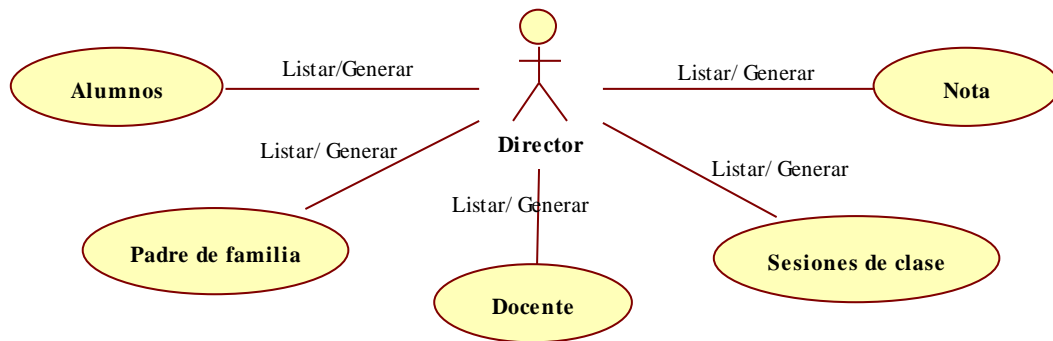 Listar/Generar
Listar/ Generar
Alumnos
Nota
Director
Listar/ Generar
Listar/ Generar
Listar/ Generar
Padre de familia
Sesiones de clase
Docente